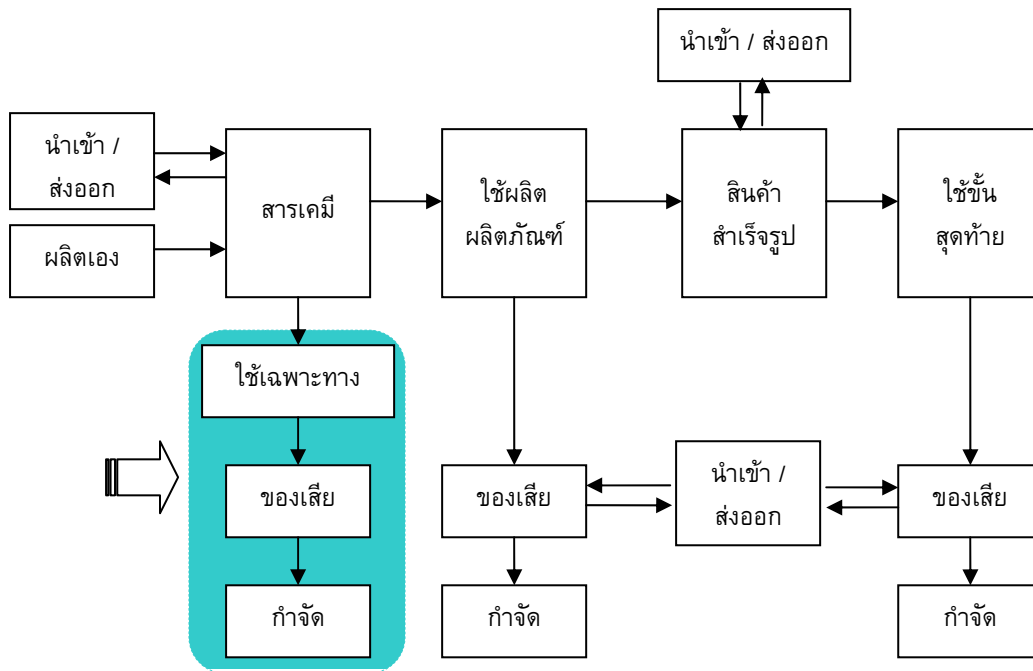 นำเข้า / ส่งออก
นำเข้า /
ส่งออก
สารเคมี
ใช้ผลิต
ผลิตภัณฑ์
สินค้า
สำเร็จรูป
ใช้ขั้น
สุดท้าย
ผลิตเอง
ใช้เฉพาะทาง
ของเสีย
ของเสีย
นำเข้า /
ส่งออก
ของเสีย
กำจัด
กำจัด
กำจัด